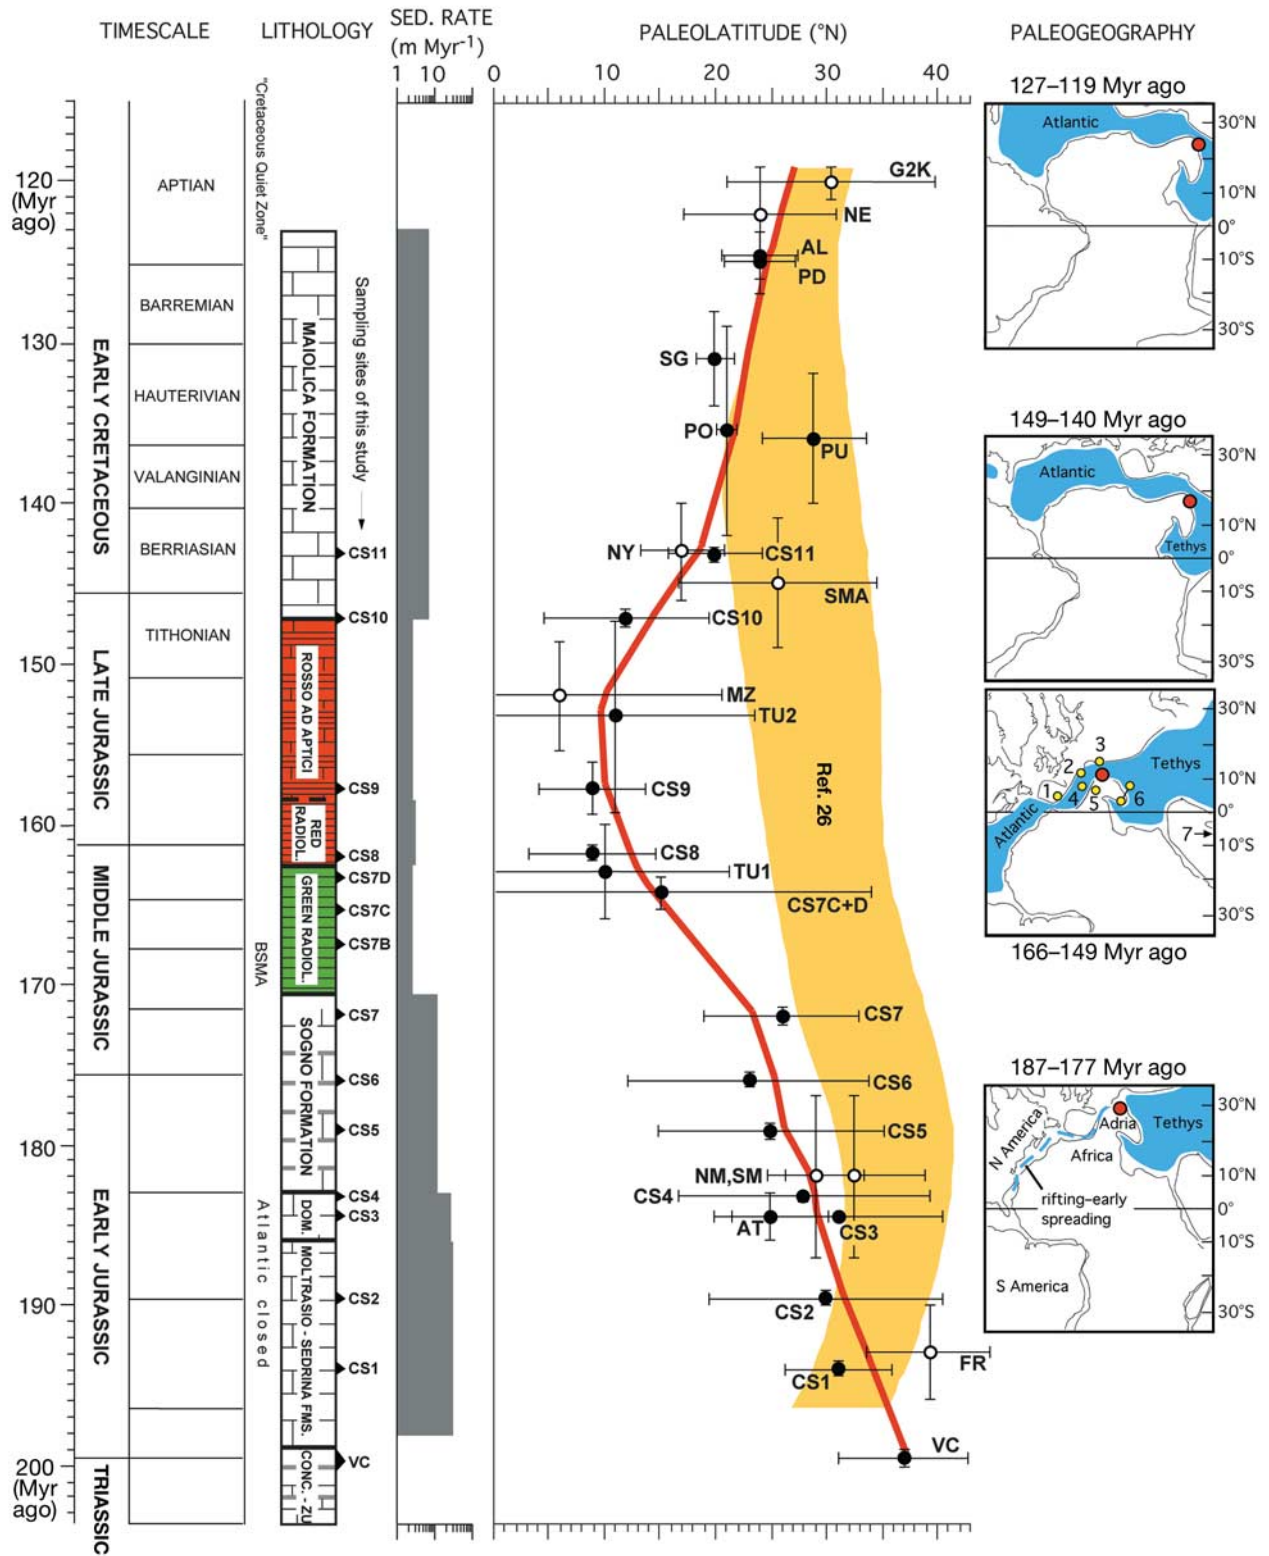 TIMESCALE
LITHOLOGY
SED. RATE
(m Myr-1)
1 10
PALEOLATITUDE (°N)
0 10 20 30 40
PALEOGEOGRAPHY
120
(Myr
ago)
130
140
150
160
170
180
190
200
(Myr
ago)
EARLY CRETACEOUS
LATE JURASSIC
MIDDLE JURASSIC
EARLY JURASSIC
TRIASSIC
APTIAN
BARREMIAN
HAUTERIVIAN
VALANGINIAN
BERRIASIAN
TITHONIAN
"Cretaceous Quiet Zone"
BSMA
Atlantic closed
MAIOLICA FORMATION
ROSSO AD APTICI
RED
RADIOL.
GREEN RADIOL.
SOGNO FORMATION
DOM.
MOLTRASIO - SEDRINA FMS.
CONC. - ZU
Sampling sites of this study
CS11
CS10
CS9
CS8
CS7D
CS7C
CS7B
CS7
CS6
CS5
CS4
CS3
CS2
CS1
VC
G2K
NE
AL
PD
SG
PO
PU
NY
CS11
SMA
CS10
MZ
TU2
Ref. 26
CS9
CS8
TU1
CS7C+D
CS7
CS6
CS5
NM,SM
CS4
AT
CS3
CS2
FR
CS1
VC
127–119 Myr ago
Atlantic
30°N
10°N
0°
10°S
30°S
149–140 Myr ago
Atlantic
Tethys
30°N
10°N
0°
10°S
30°S
Tethys
Atlantic
1
2
3
4
5
6
7
30°N
10°N
0°
10°S
30°S
166–149 Myr ago
187–177 Myr ago
N America
Adria
Tethys
Africa
rifting–early
spreading
S America
30°N
10°N
0°
10°S
30°S